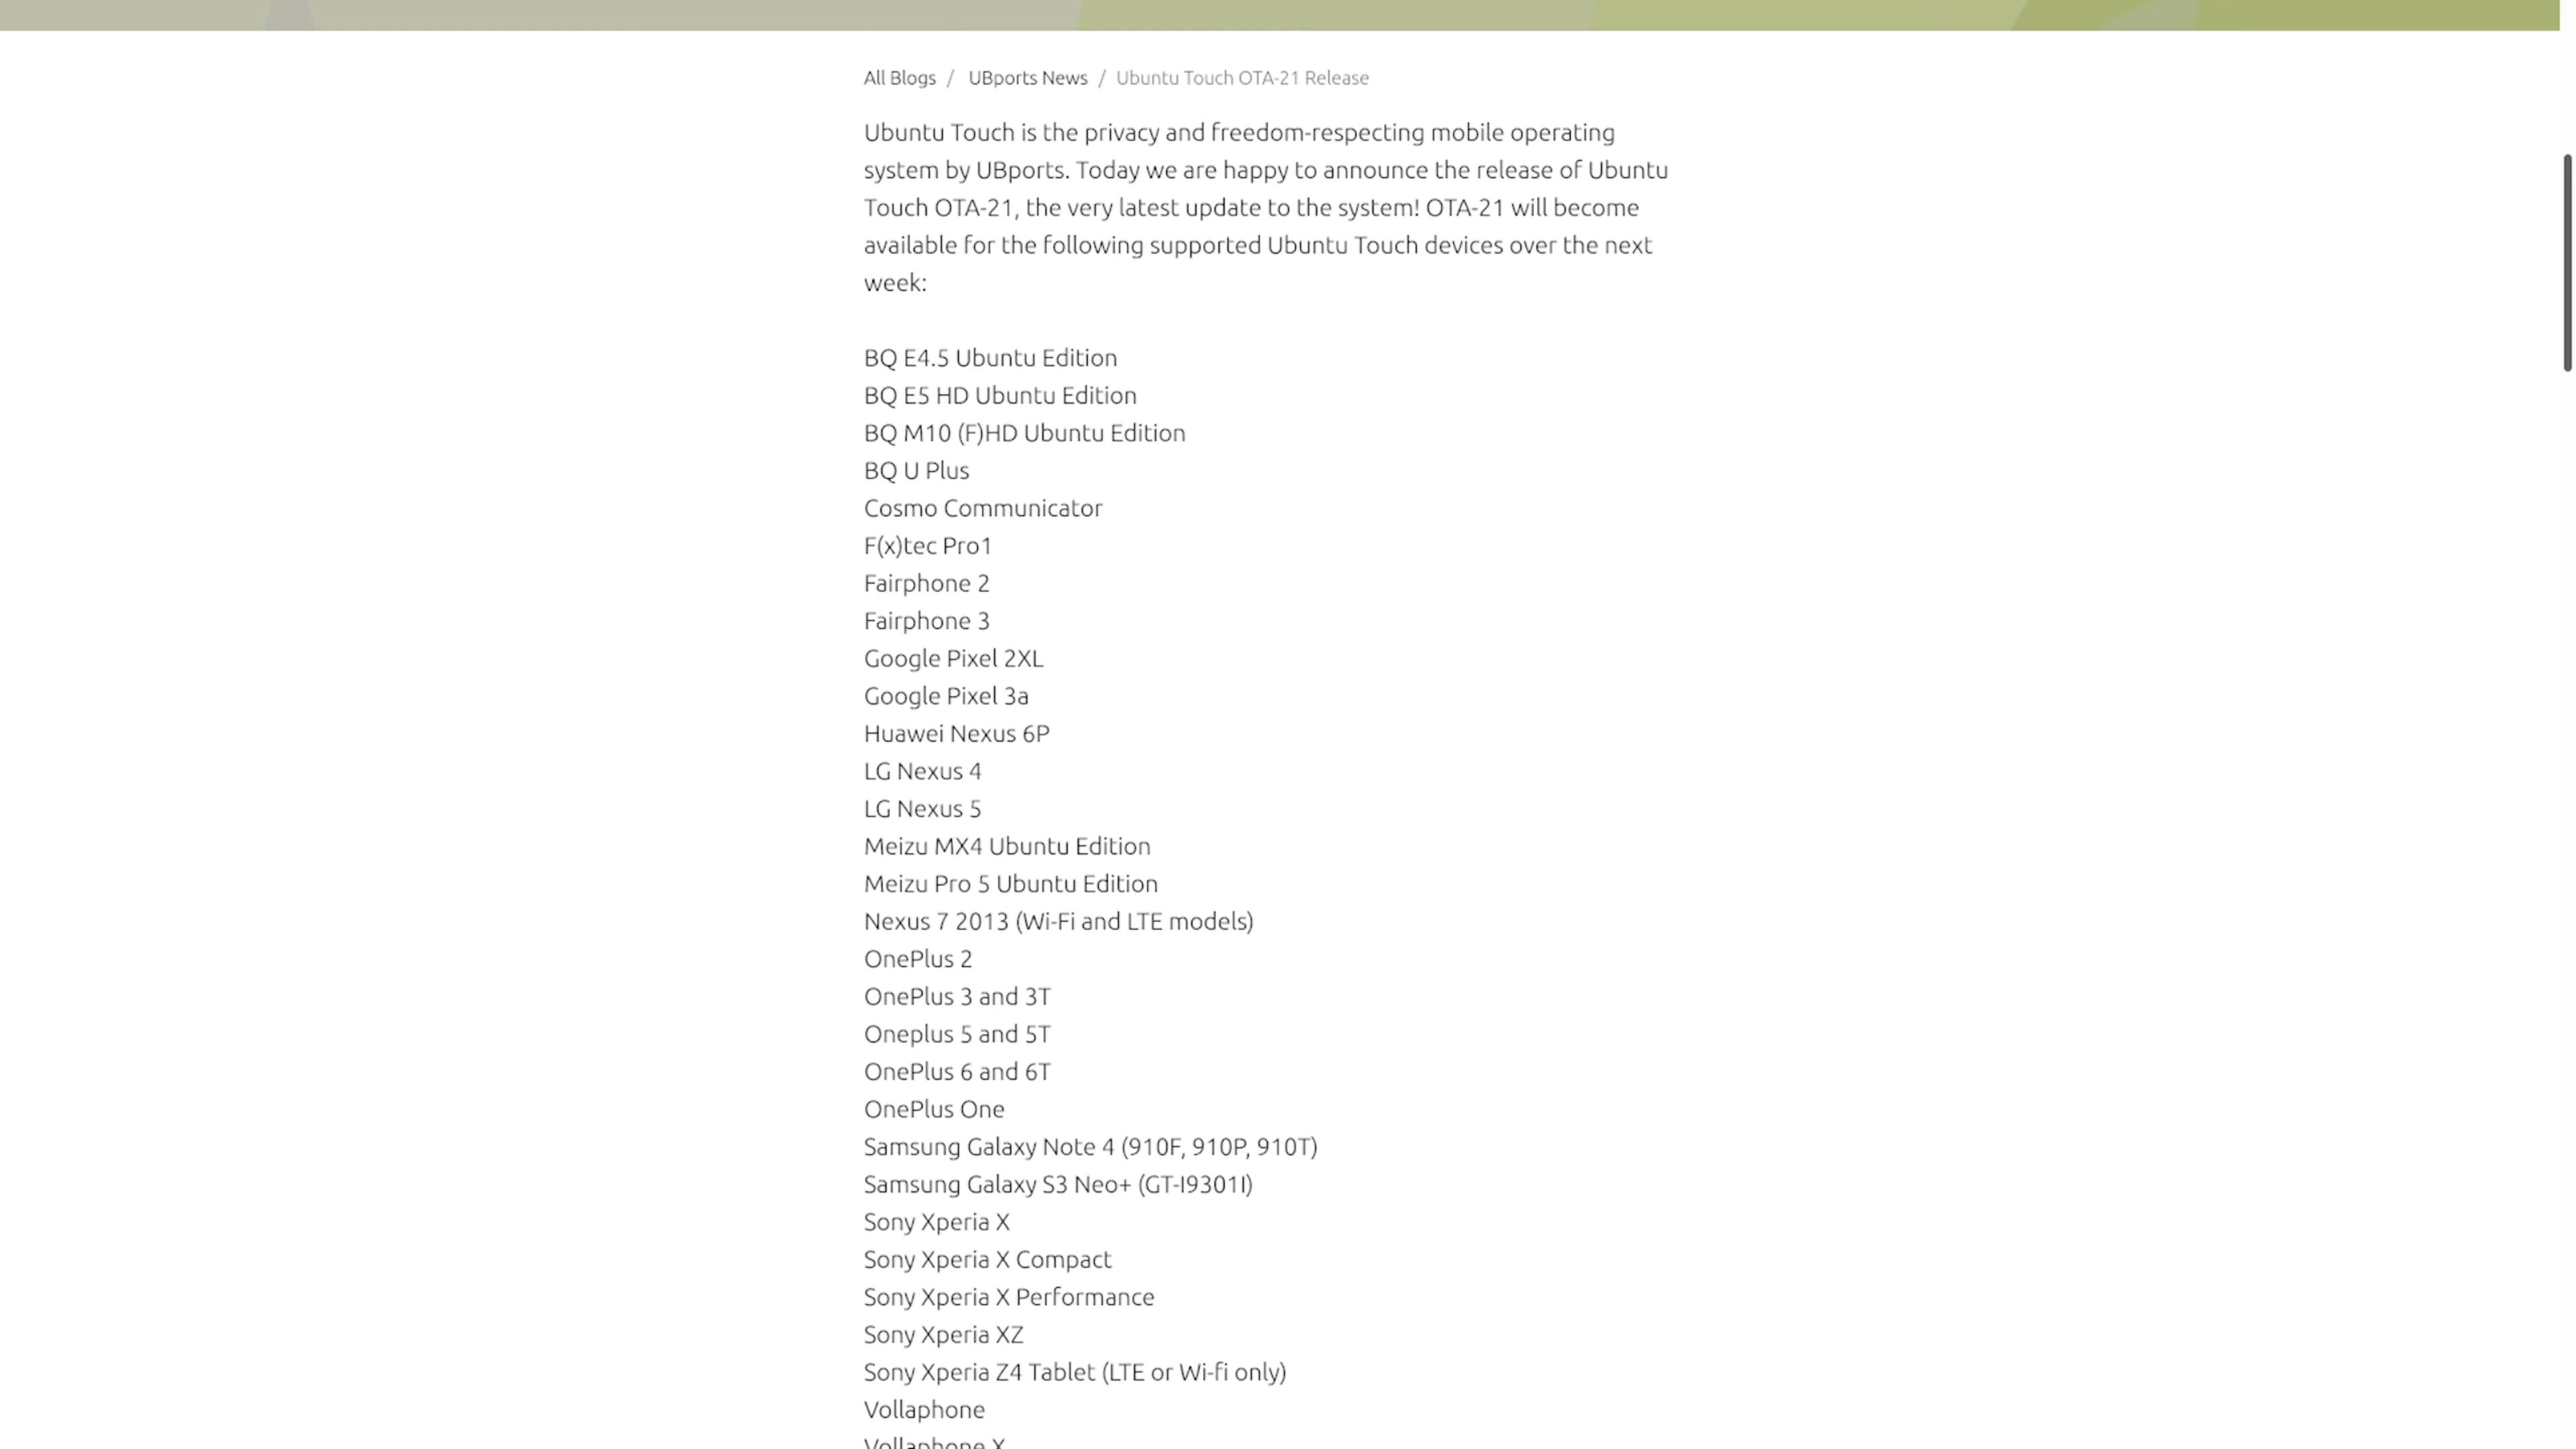 All Blogs / UBports News / Ubuntu Touch OTA-21 Release
Ubuntu Touch is the privacy and freedom-respecting mobile operating
system by UBports. Today we are happy to announce the release of Ubuntu
Touch OTA-21, the very latest update to the system! OTA-21 will become
available for the following supported Ubuntu Touch devices over the next
week:
BQ E4.5 Ubuntu Edition
BQ E5 HD Ubuntu Edition
BQ M10 (F)HD Ubuntu Edition
BQ U Plus
Cosmo Communicator
F(x)tec Pro1
Fairphone 2
Fairphone 3
Google Pixel 2XL
Google Pixel 3a
Huawei Nexus 6P
LG Nexus 4
LG Nexus 5
Meizu MX4 Ubuntu Edition
Meizu Pro 5 Ubuntu Edition
Nexus 7 2013 (Wi-Fi and LTE models)
OnePlus 2
OnePlus 3 and 3T
Oneplus 5 and 5T
OnePlus 6 and 6T
OnePlus One
Samsung Galaxy Note 4 (910F, 910P, 910T)
Samsung Galaxy S3 Neo+ (GT-I9301I)
Sony Xperia X
Sony Xperia X Compact
Sony Xperia X Performance
Sony Xperia XZ
Sony Xperia Z4 Tablet (LTE or Wi-fi only)
Vollaphone
Vollaphone X